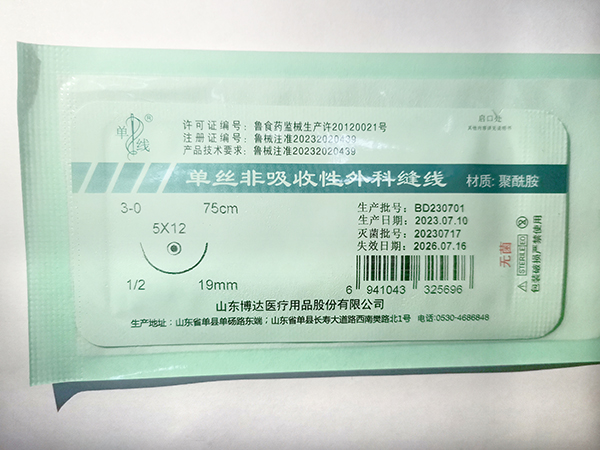 单线®
许可证编号: 鲁食药监械生产许20120021号
注册证编号: 鲁械注准20232020439
产品技术要求: 鲁械注准20232020439
启口处
单丝非吸收性外科缝线
材质: 聚酰胺
3-0 75cm
5X12
1/2 19mm
生产批号: BD230701
生产日期: 2023.07.10
灭菌批号: 20230717
失效日期: 2026.07.16
6 941043 325696
无菌
STERILE EO
包装破损严禁使用
山东博达医疗用品股份有限公司
生产地址: 山东省单县单砀路东端; 山东省单县长寿大道路西南樊路北1号 电话:0530-4686848